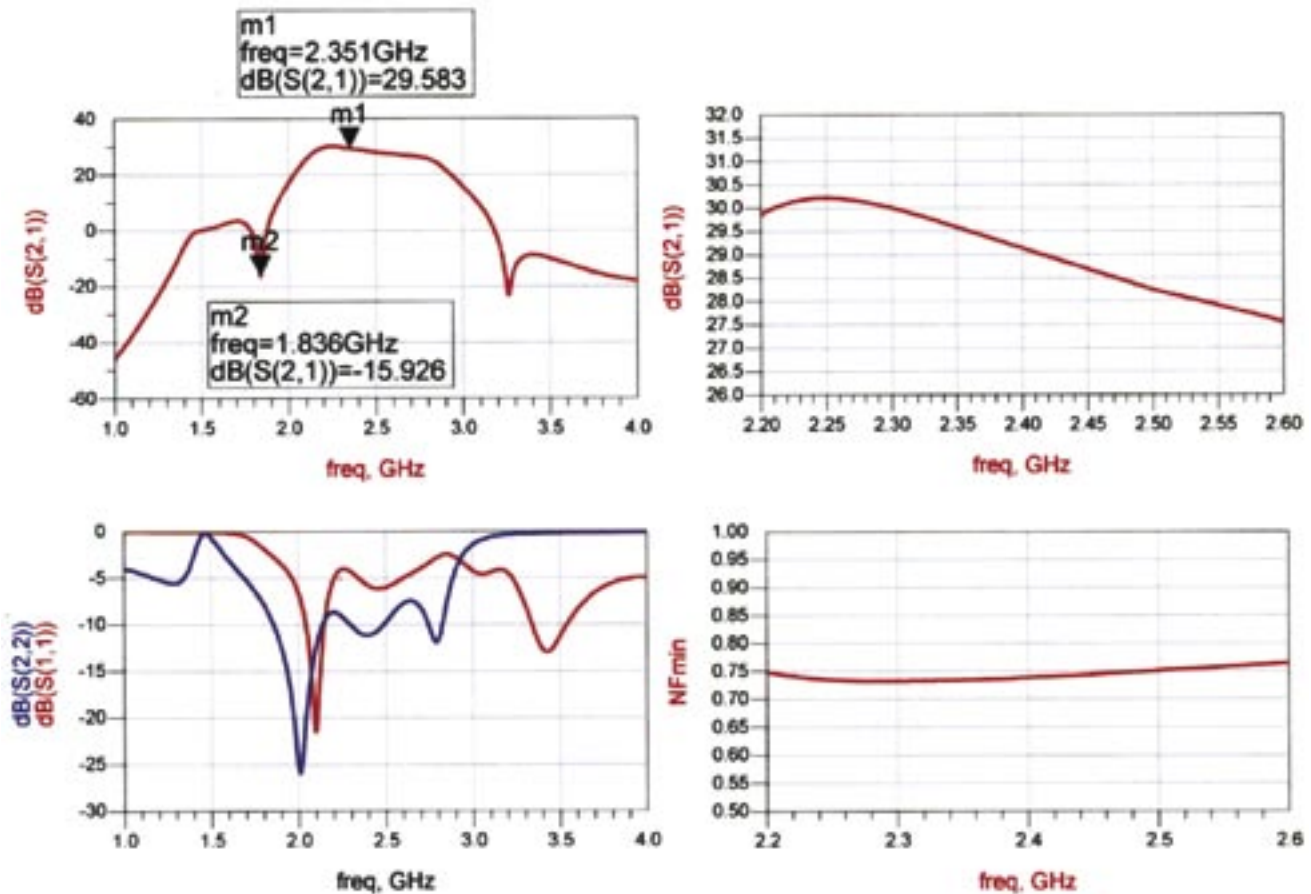 m1
freq=2.351GHz
dB(S(2,1))=29.583
m1
40
20
0
-20
-40
-60
dB(S(2,1))
m2
m2
freq=1.836GHz
dB(S(2,1))=-15.926
1.0 1.5 2.0 2.5 3.0 3.5 4.0
freq, GHz
32.0
31.5
31.0
30.5
30.0
29.5
29.0
28.5
28.0
27.5
27.0
26.5
26.0
dB(S(2,1))
2.20 2.25 2.30 2.35 2.40 2.45 2.50 2.55 2.60
freq, GHz
0
-5
-10
-15
-20
-25
-30
dB(S(2,2))
dB(S(1,1))
1.0 1.5 2.0 2.5 3.0 3.5 4.0
freq, GHz
1.00
0.95
0.90
0.85
0.80
0.75
0.70
0.65
0.60
0.55
0.50
NFmin
2.2 2.3 2.4 2.5 2.6
freq, GHz